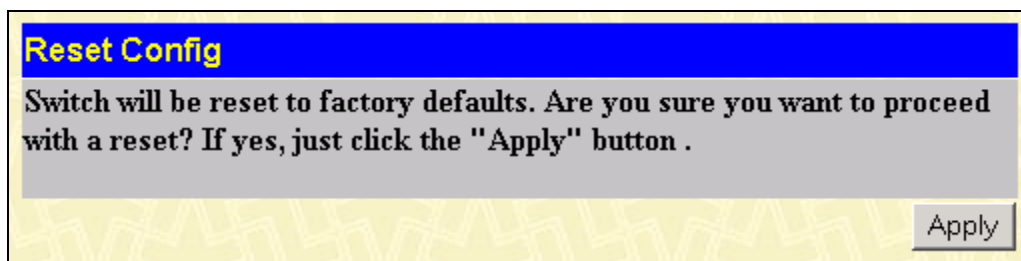 Reset Config
Switch will be reset to factory defaults. Are you sure you want to proceed
with a reset? If yes, just click the "Apply" button .
Apply